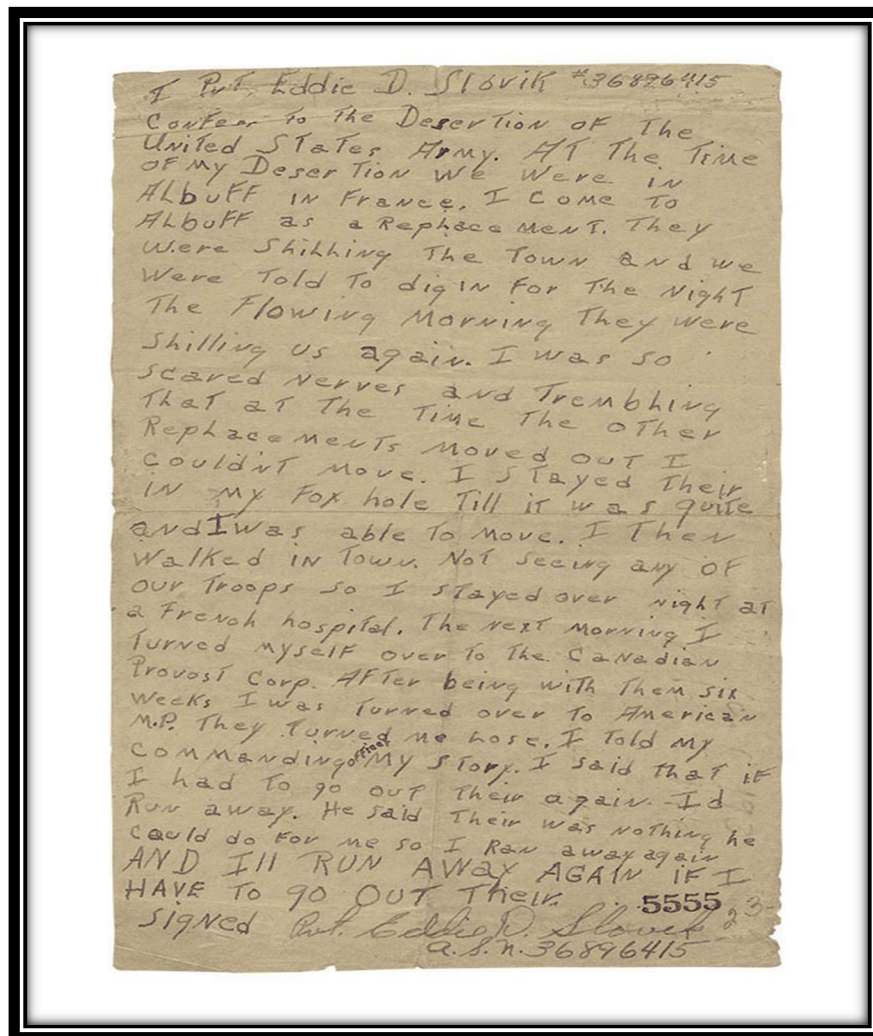 I Pvt. Eddie D. Slovik #36896415
Confess To The Desertion of The
United STaTes Army. AT The Time
of my DeserTion we were in
ALbuFF in France. I come To
ALbuFF as a RephacemenT. They
were Shihhing The Town and we
were Told To dig in For The Night
The Flowing Morning They were
Shilling us again. I was so
scared nerves and Trembhing
ThaT aT The Time The oTher
RephacemenTs moved ouT I
couldnT move. I sTayed Their
in my Fox hole Till iT was quite
and I was able To move. I Then
walked in Town. NoT seeing any of
our Troops so I sTayed over night aT
a French hospiTal. The nexT morning I
Turned myself over To The Canadian
ProvosT Corp. AFTer being wiTh Them six
weeks I was Turned over To American
M.P. They Turned me hose. I Told my
commanding officer my sTory. I said thaT iF
I had To go ouT Their again Id
Run away. He said Their was noThing he
could do For me so I Ran away again
AND I'll RUN AWAY AGAIN iF I
HAVE To go OUT Their.
5555
signed Pvt. Eddie D. Slovik
a.s.n. 36896415
23